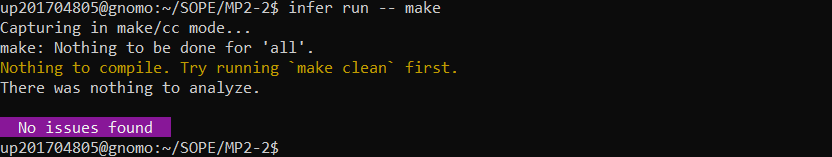 up201704805@gnomo:~/SOPE/MP2-2$ infer run -- make
Capturing in make/cc mode...
make: Nothing to be done for 'all'.
Nothing to compile. Try running `make clean` first.
There was nothing to analyze.
No issues found
up201704805@gnomo:~/SOPE/MP2-2$